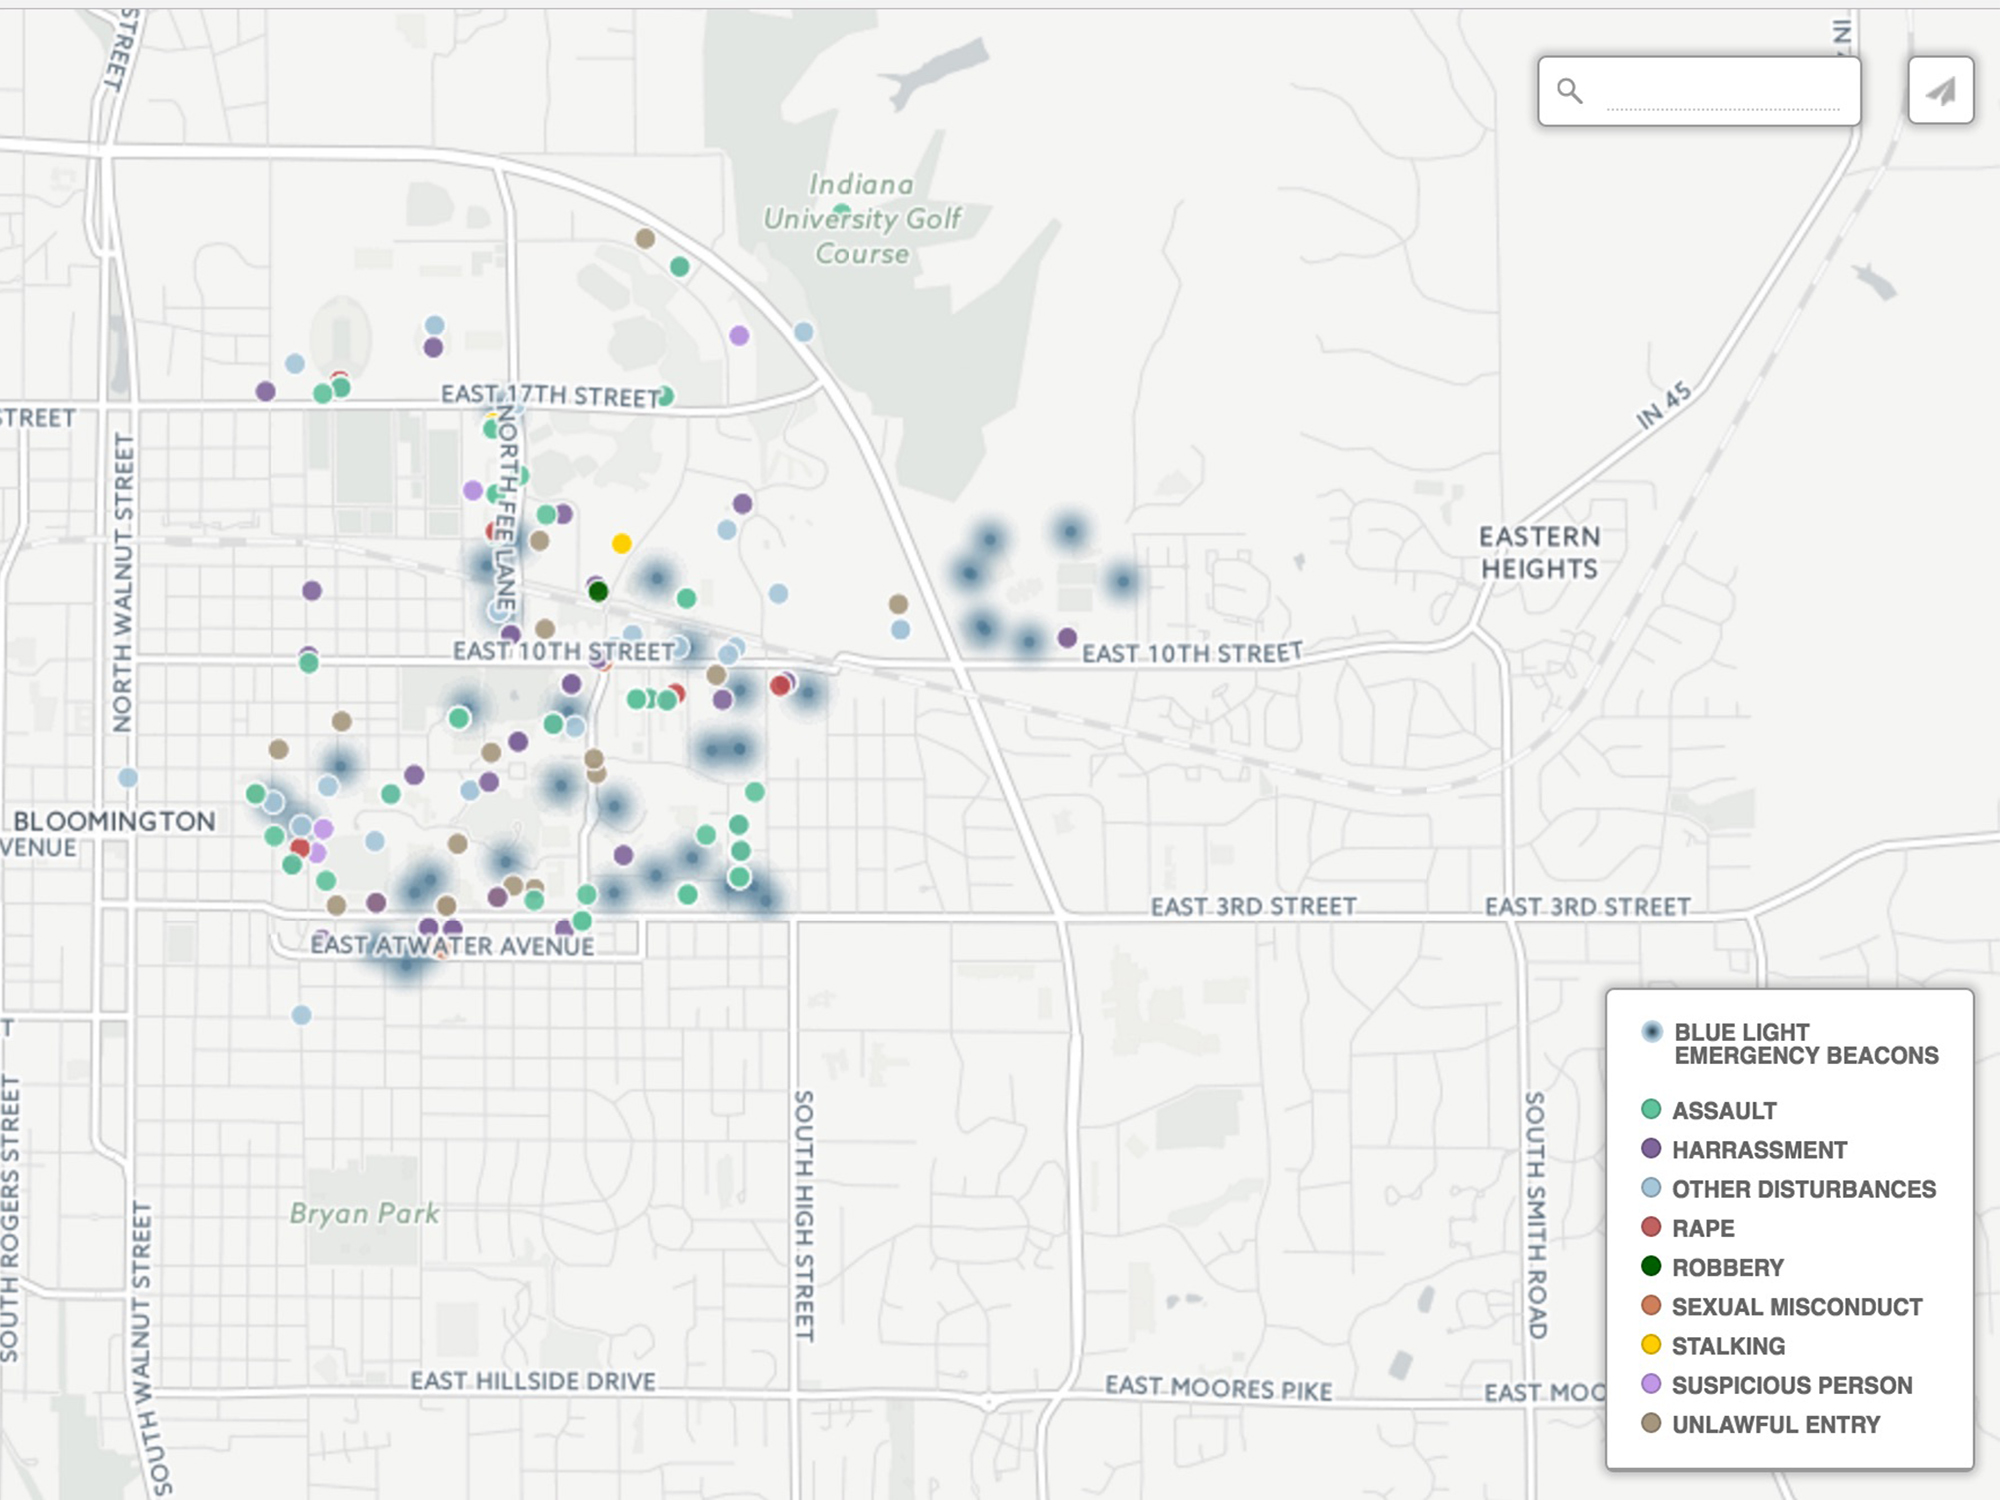 STREET
IN
Indiana
University Golf
Course
EAST 17TH STREET
STREET
IN 45
NORTH WALNUT STREET
NORTH FEE LANE
EASTERN
HEIGHTS
EAST 10TH STREET
EAST 10TH STREET
BLOOMINGTON
VENUE
EAST 3RD STREET
EAST 3RD STREET
EAST ATWATER AVENUE
T
SOUTH ROGERS STREET
SOUTH HIGH STREET
SOUTH SMITH ROAD
Bryan Park
SOUTH WALNUT STREET
EAST HILLSIDE DRIVE
EAST MOORES PIKE
EAST MOO
SOUTH
BLUE LIGHT
EMERGENCY BEACONS
ASSAULT
HARRASSMENT
OTHER DISTURBANCES
RAPE
ROBBERY
SEXUAL MISCONDUCT
STALKING
SUSPICIOUS PERSON
UNLAWFUL ENTRY